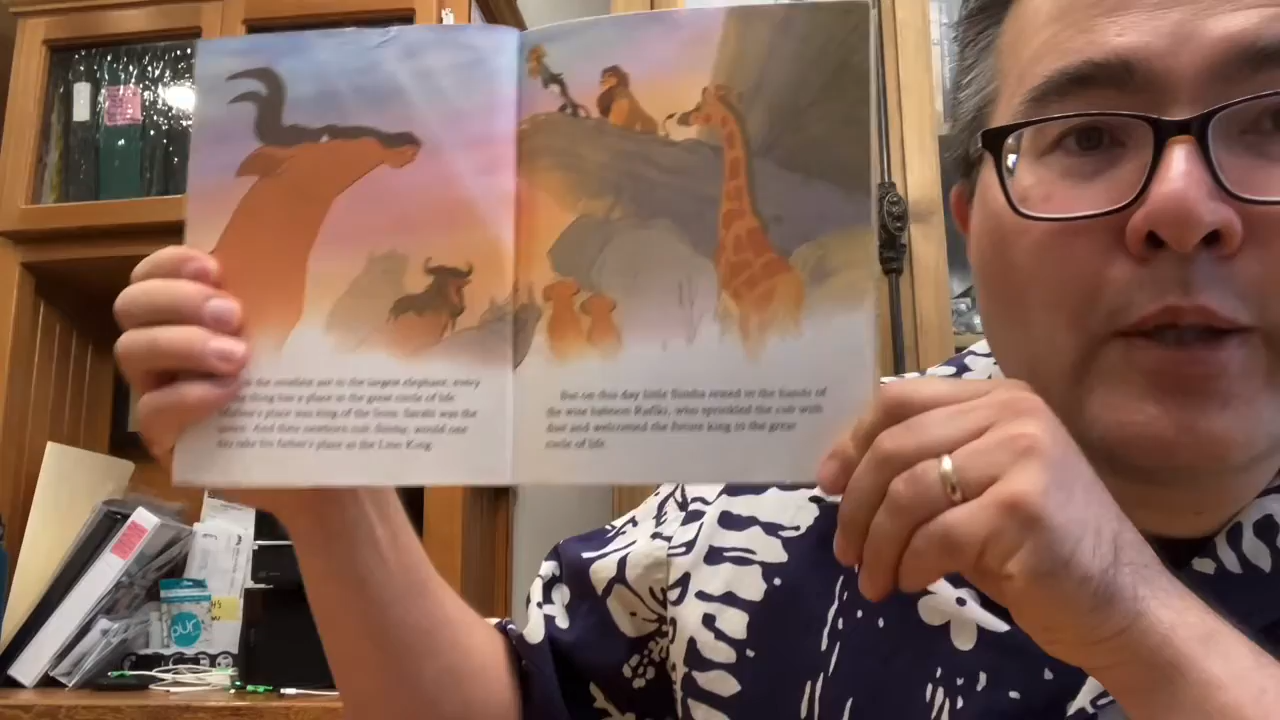 the smallest ant to the largest elephant, every
thing has a place in the great circle of life.
place was king of the lions. Sarabi was the
queen. And their newborn cub, Simba, would one
day take his father's place as the Lion King.
But on this day little Simba rested in the hands of
the wise baboon Rafiki, who sprinkled the cub with
dust and welcomed the future king to the great
circle of life.
pür